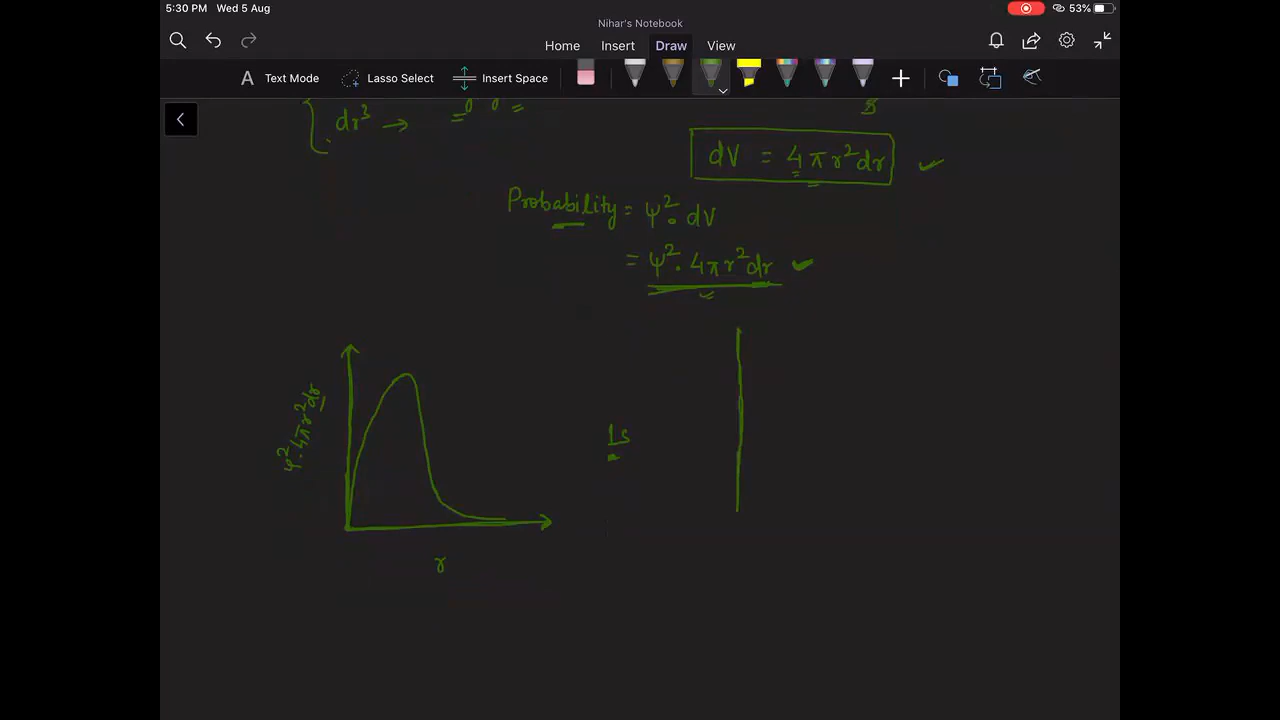 5:30 PM Wed 5 Aug
53%
Nihar's Notebook
Home Insert Draw View
A Text Mode Lasso Select Insert Space
dr³ →
dV = 4πr²dr
Probability = ψ². dV
= ψ². 4πr²dr
ψ². 4πr²dr
1s
r